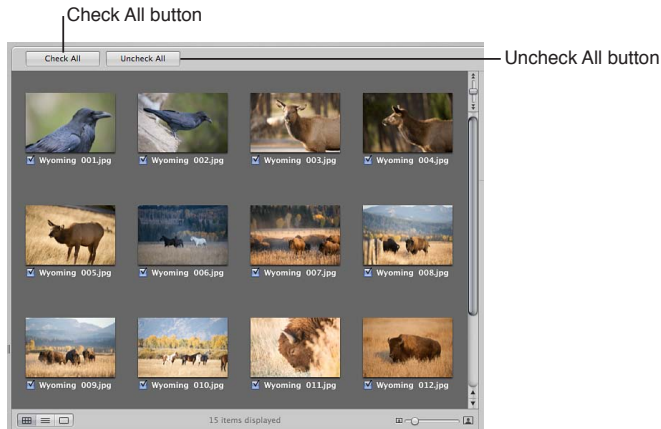 Check All button
Check All
Uncheck All
Uncheck All button
Wyoming 001.jpg
Wyoming 002.jpg
Wyoming 003.jpg
Wyoming 004.jpg
Wyoming 005.jpg
Wyoming 006.jpg
Wyoming 007.jpg
Wyoming 008.jpg
Wyoming 009.jpg
Wyoming 010.jpg
Wyoming 011.jpg
Wyoming 012.jpg
15 items displayed